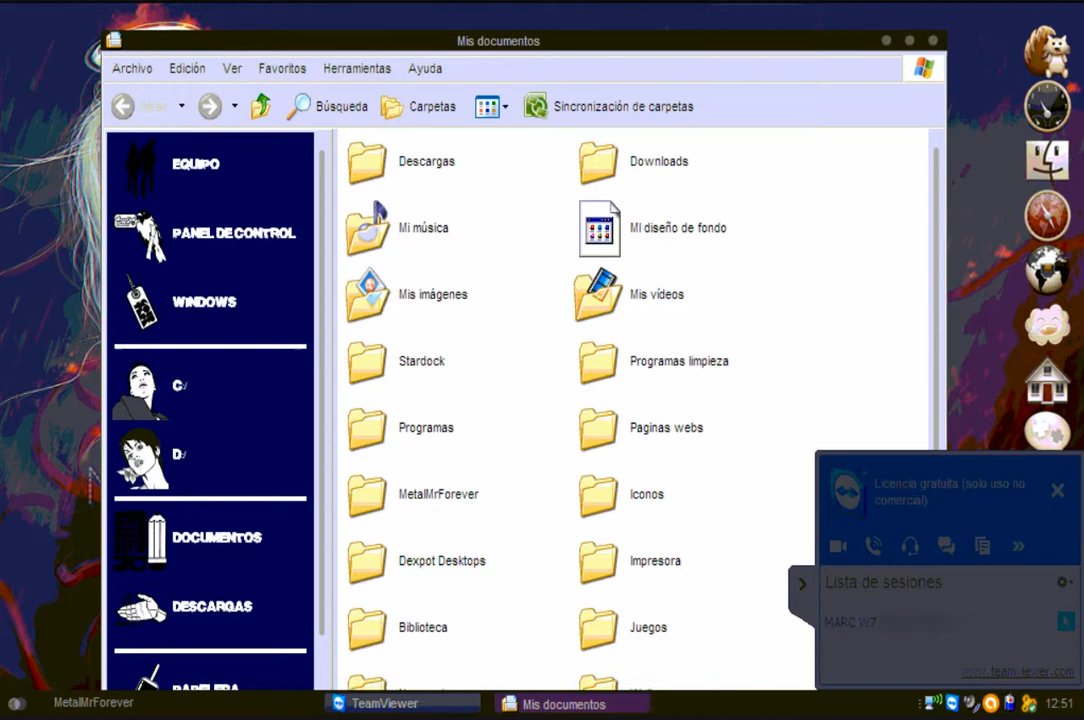 Mis documentos
Archivo Edición Ver Favoritos Herramientas Ayuda
Atrás Búsqueda Carpetas Sincronización de carpetas
EQUIPO
PANEL DE CONTROL
WINDOWS
C:/
D:/
DOCUMENTOS
DESCARGAS
PAPELERA
Descargas Downloads
Mi música Mi diseño de fondo
Mis imágenes Mis vídeos
Stardock Programas limpieza
Programas Paginas webs
MetalMrForever Iconos
Dexpot Desktops Impresora
Biblioteca Juegos
Licencia gratuita (solo uso no
comercial)
Lista de sesiones
MARC W7
www.teamviewer.com
MetalMrForever TeamViewer Mis documentos 12:51